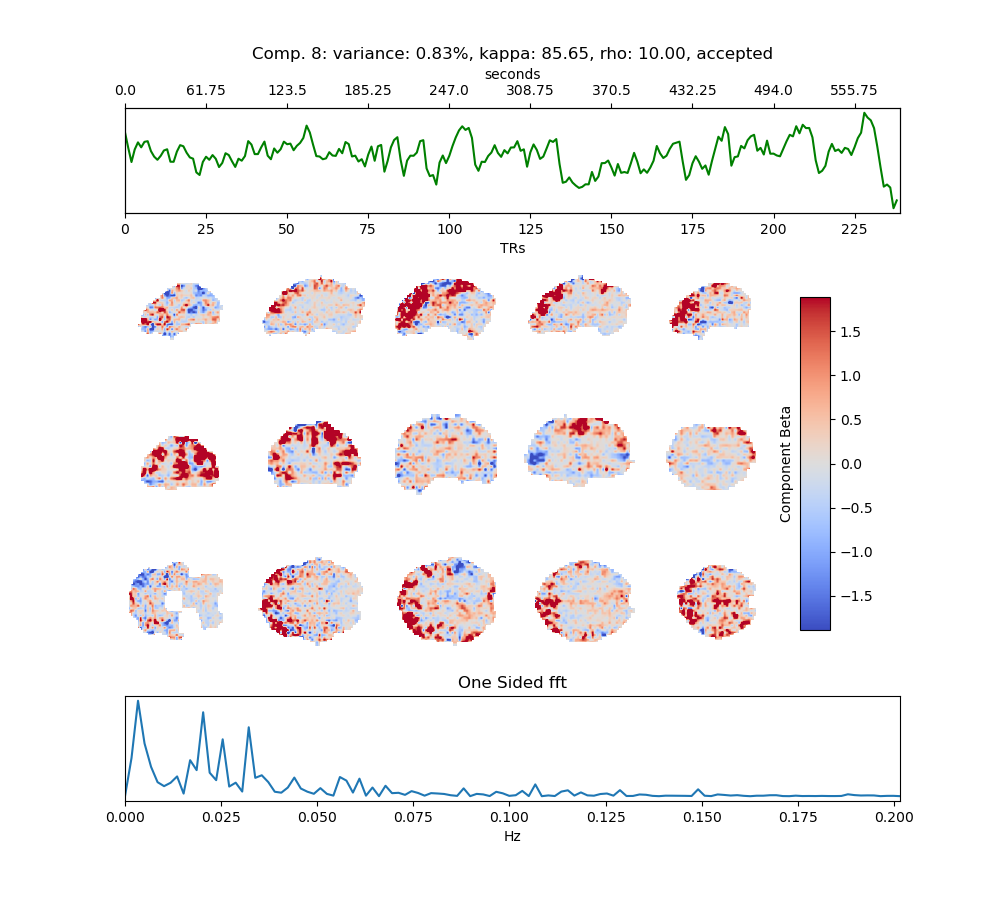 Comp. 8: variance: 0.83%, kappa: 85.65, rho: 10.00, accepted
seconds
0.0 61.75 123.5 185.25 247.0 308.75 370.5 432.25 494.0 555.75
0 25 50 75 100 125 150 175 200 225
TRs
1.5
1.0
0.5
0.0
−0.5
−1.0
−1.5
Component Beta
One Sided fft
0.000 0.025 0.050 0.075 0.100 0.125 0.150 0.175 0.200
Hz